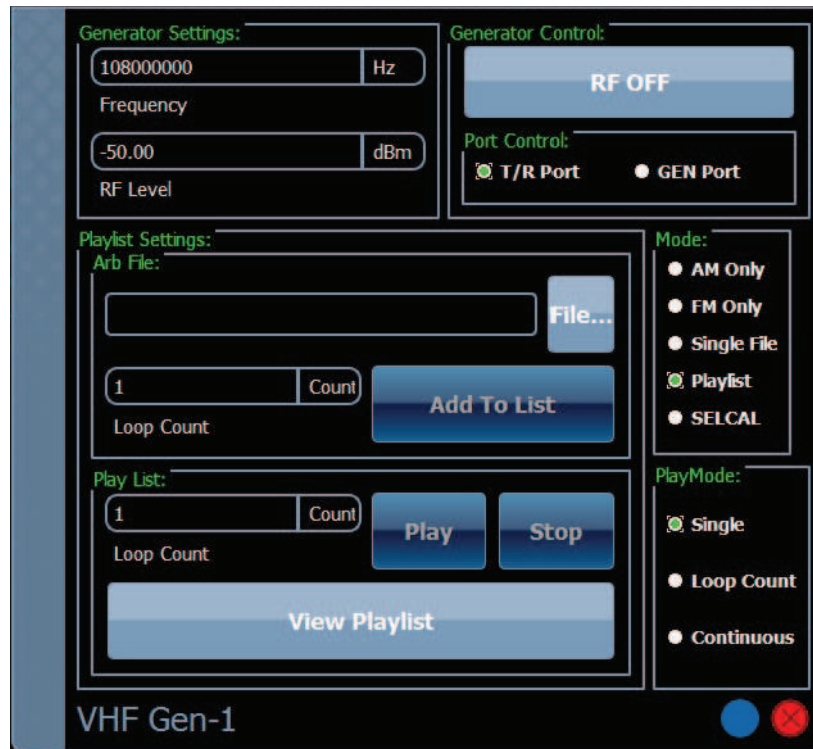 Generator Settings:
108000000 Hz
Frequency
-50.00 dBm
RF Level
Generator Control:
RF OFF
Port Control:
T/R Port GEN Port
Playlist Settings:
Arb File:
File...
1 Count
Loop Count
Add To List
Play List:
1 Count
Loop Count
Play
Stop
View Playlist
Mode:
AM Only
FM Only
Single File
Playlist
SELCAL
PlayMode:
Single
Loop Count
Continuous
VHF Gen-1